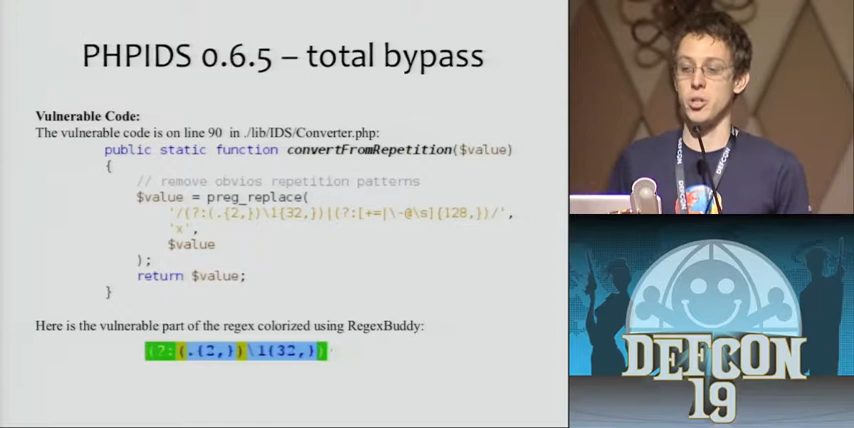 PHPIDS 0.6.5 – total bypass
Vulnerable Code:
The vulnerable code is on line 90 in ./lib/IDS/Converter.php:
public static function convertFromRepetition($value)
{
// remove obvios repetition patterns
$value = preg_replace(
'/(?:(.{2,})\1{32,})|(?:[+=|\-@\s]{128,})/',
'x',
$value
);
return $value;
}
Here is the vulnerable part of the regex colorized using RegexBuddy:
(?:(.{2,})\1{32,})
DEFCON
DEFCON
DEFCON
19